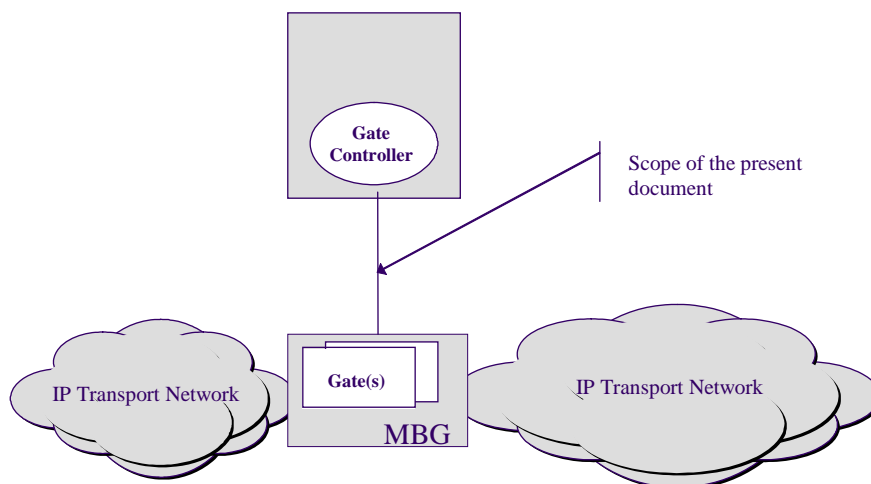 Gate
Controller
Scope of the present
document
IP Transport Network
Gate(s)
MBG
IP Transport Network